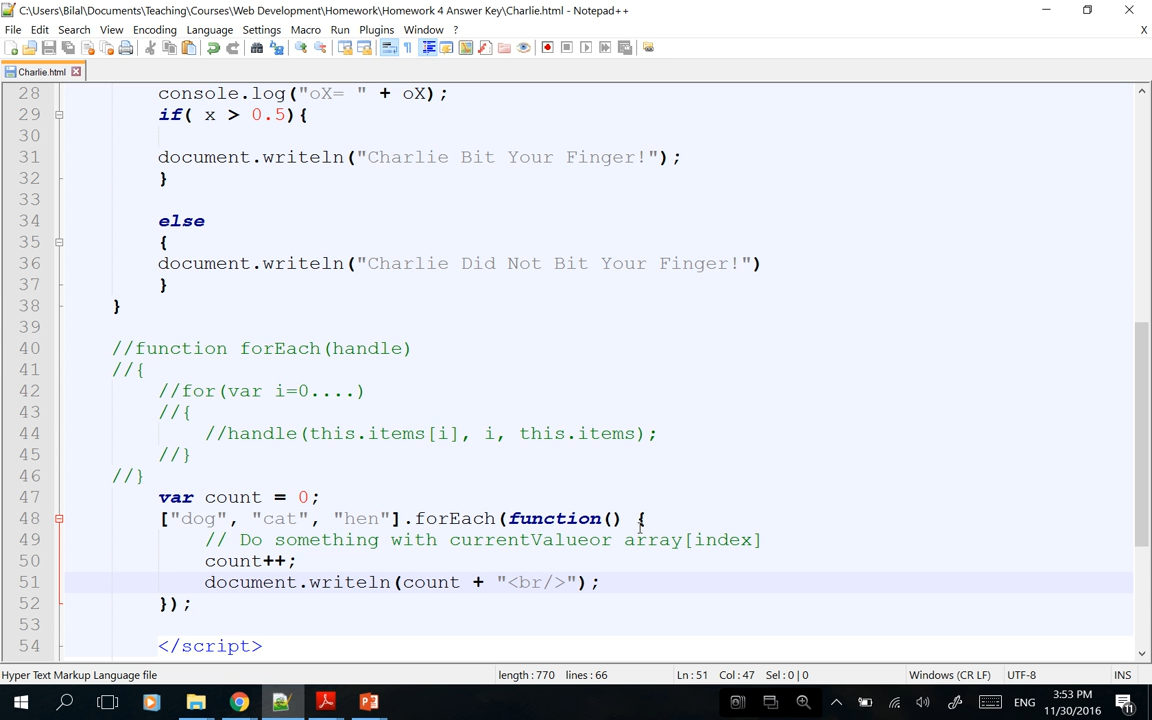 C:\Users\Bilal\Documents\Teaching\Courses\Web Development\Homework\Homework 4 Answer Key\Charlie.html - Notepad++
File Edit Search View Encoding Language Settings Macro Run Plugins Window ? X
Charlie.html
28 console.log("oX= " + oX);
29 if( x > 0.5){
30
31 document.writeln("Charlie Bit Your Finger!");
32 }
33
34 else
35 {
36 document.writeln("Charlie Did Not Bit Your Finger!")
37 }
38 }
39
40 //function forEach(handle)
41 //{
42 //for(var i=0....)
43 //{
44 //handle(this.items[i], i, this.items);
45 //}
46 //}
47 var count = 0;
48 ["dog", "cat", "hen"].forEach(function() {
49 // Do something with currentValueor array[index]
50 count++;
51 document.writeln(count + "<br/>");
52 });
53
54 </script>
Hyper Text Markup Language file length:770 lines:66 Ln:51 Col:47 Sel:0|0 Windows (CR LF) UTF-8 INS
ENG 3:53 PM
11/30/2016 11